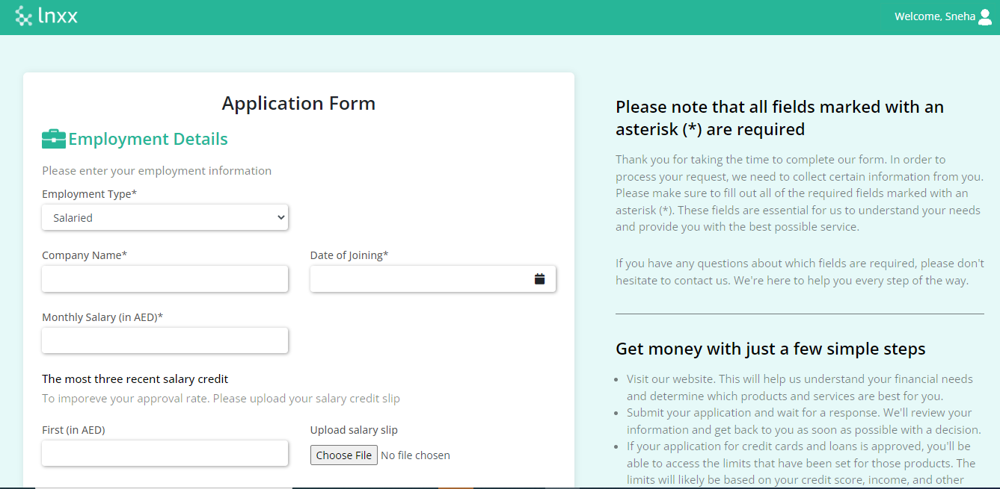 lnxx
Welcome, Sneha
Application Form
Employment Details
Please enter your employment information
Employment Type*
Salaried
Company Name*
Date of Joining*
Monthly Salary (in AED)*
The most three recent salary credit
To imporeve your approval rate. Please upload your salary credit slip
First (in AED)
Upload salary slip
Choose File No file chosen
Please note that all fields marked with an
asterisk (*) are required
Thank you for taking the time to complete our form. In order to
process your request, we need to collect certain information from you.
Please make sure to fill out all of the required fields marked with an
asterisk (*). These fields are essential for us to understand your needs
and provide you with the best possible service.
If you have any questions about which fields are required, please don't
hesitate to contact us. We're here to help you every step of the way.
Get money with just a few simple steps
Visit our website. This will help us understand your financial needs
and determine which products and services are best for you.
Submit your application and wait for a response. We'll review your
information and get back to you as soon as possible with a decision.
If your application for credit cards and loans is approved, you'll be
able to access the limits that have been set for those products. The
limits will likely be based on your credit score, income, and other